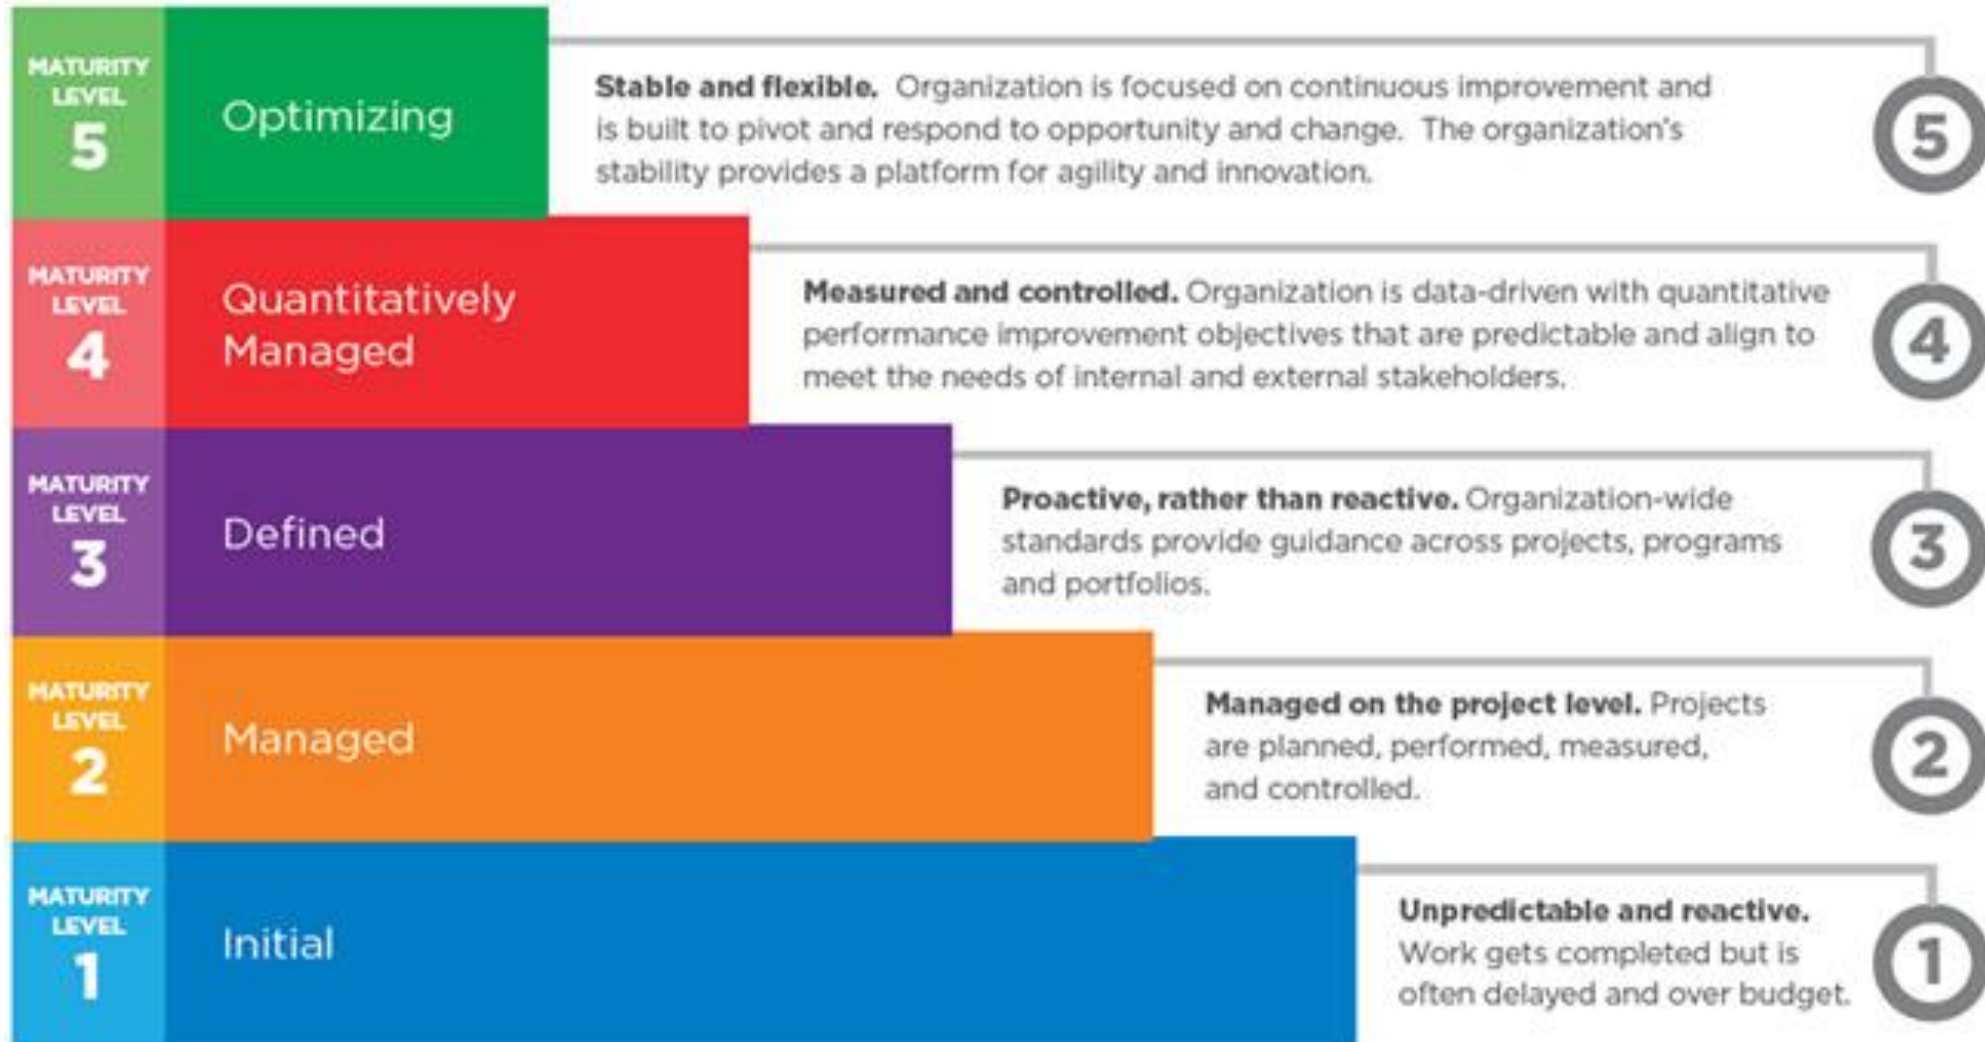 MATURITY
LEVEL
5
Optimizing
Stable and flexible. Organization is focused on continuous improvement and
is built to pivot and respond to opportunity and change. The organization's
stability provides a platform for agility and innovation.
5
MATURITY
LEVEL
4
Quantitatively
Managed
Measured and controlled. Organization is data-driven with quantitative
performance improvement objectives that are predictable and align to
meet the needs of internal and external stakeholders.
4
MATURITY
LEVEL
3
Defined
Proactive, rather than reactive. Organization-wide
standards provide guidance across projects, programs
and portfolios.
3
MATURITY
LEVEL
2
Managed
Managed on the project level. Projects
are planned, performed, measured,
and controlled.
2
MATURITY
LEVEL
1
Initial
Unpredictable and reactive.
Work gets completed but is
often delayed and over budget.
1